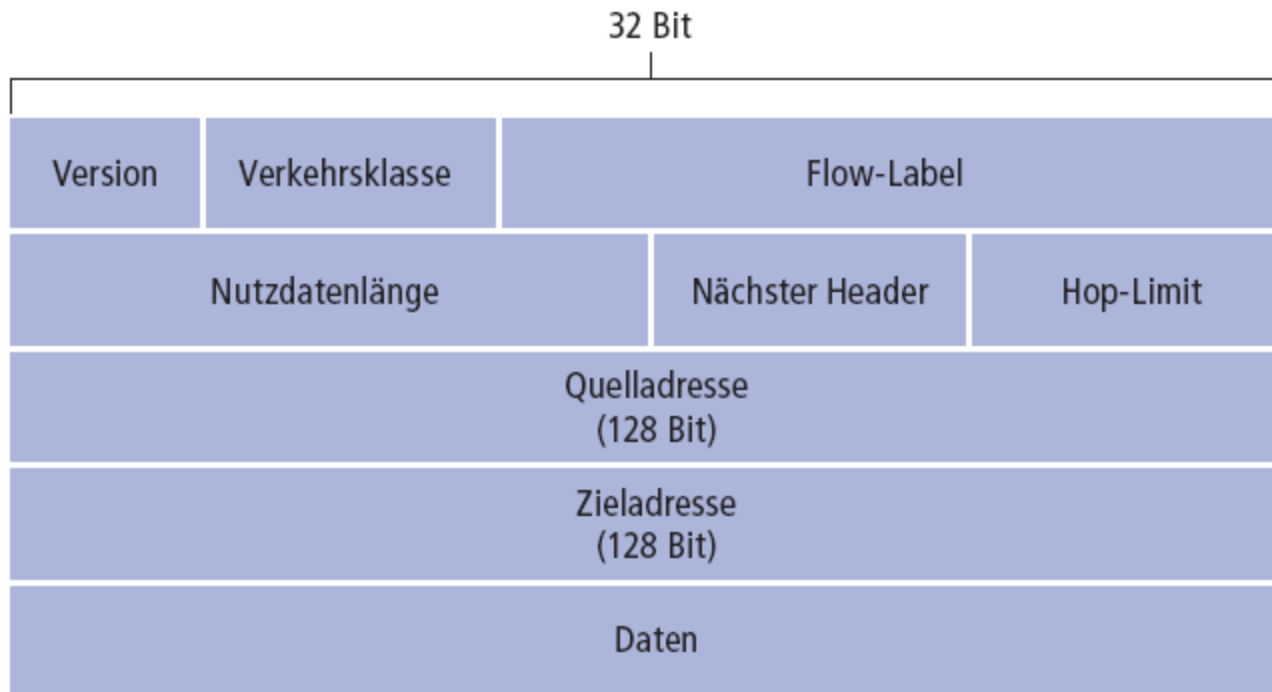 32 Bit
Version Verkehrsklasse Flow-Label
Nutzdatenlänge Nächster Header Hop-Limit
Quelladresse
(128 Bit)
Zieladresse
(128 Bit)
Daten